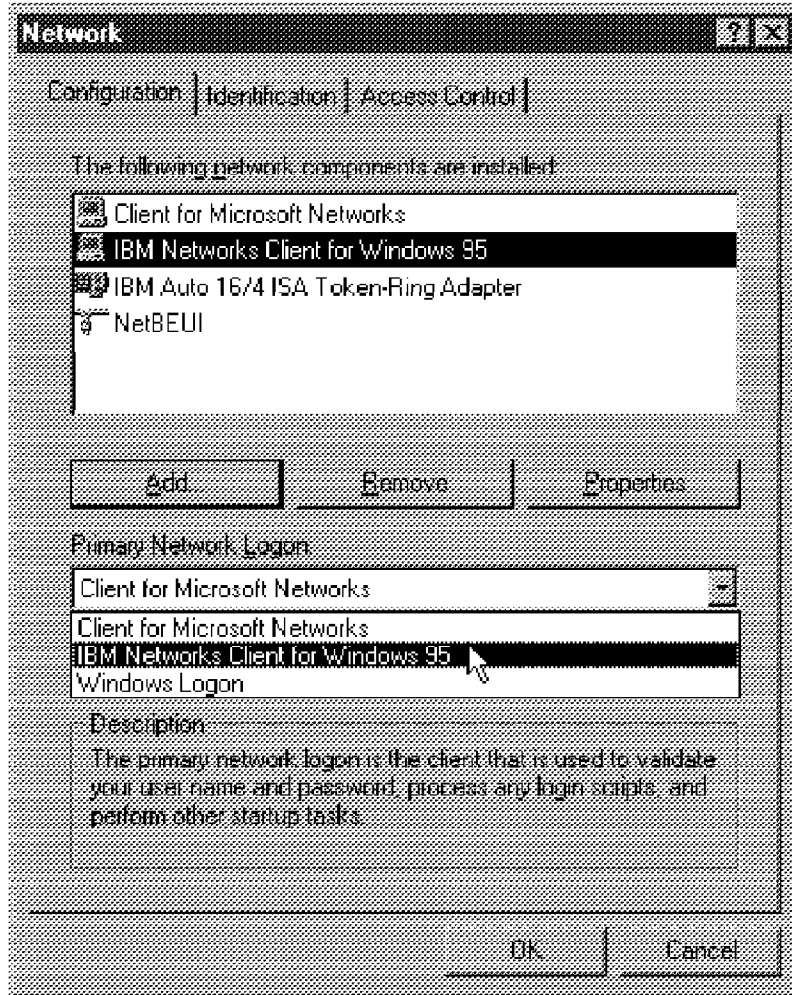 Network
Configuration Identification Access Control
The following network components are installed:
Client for Microsoft Networks
IBM Networks Client for Windows 95
IBM Auto 16/4 ISA Token-Ring Adapter
NetBEUI
Add... Remove Properties
Primary Network Logon:
Client for Microsoft Networks
Client for Microsoft Networks
IBM Networks Client for Windows 95
Windows Logon
Description
The primary network logon is the client that is used to validate
your user name and password, process any login scripts, and
perform other startup tasks.
OK Cancel